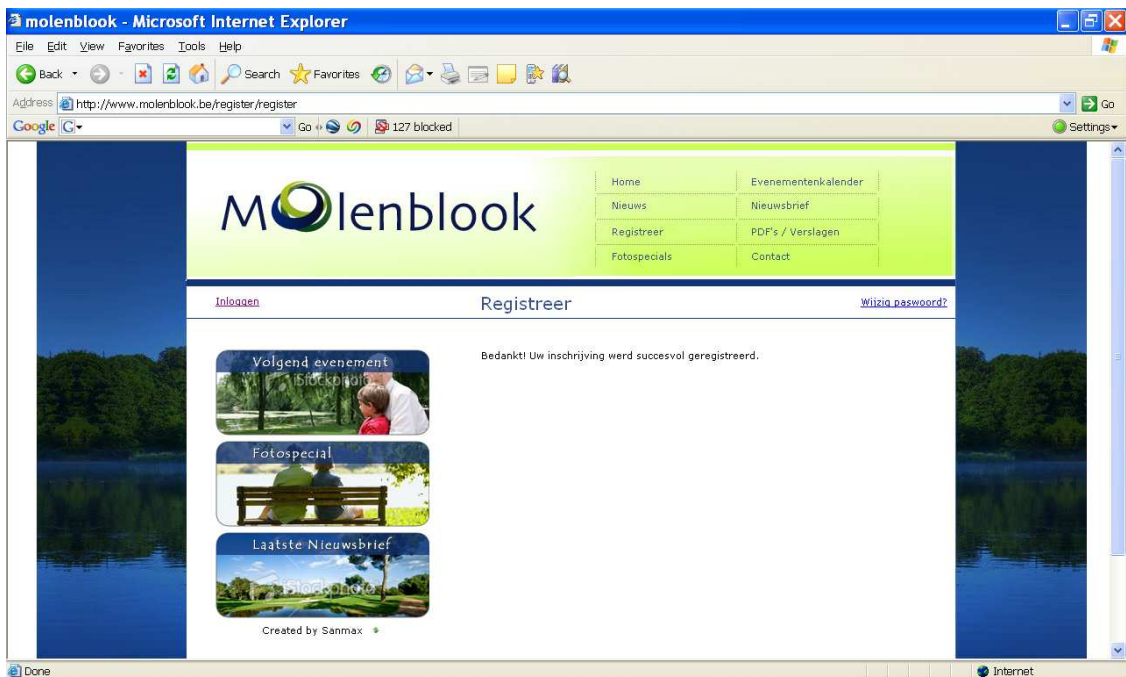 molenblook - Microsoft Internet Explorer
File Edit View Favorites Tools Help
Back Search Favorites
Address http://www.molenblook.be/register/register Go
Google G Go 127 blocked Settings
Molenblook
Home Evenementenkalender
Nieuws Nieuwsbrief
Registreer PDF's / Verslagen
Fotospecials Contact
Inloggen Registreer Wijzig paswoord?
Volgend evenement
iStockphoto
Bedankt! Uw inschrijving werd succesvol geregistreerd.
Fotospecial
Laatste Nieuwsbrief
iStockphoto
Created by Sanmax
Done Internet